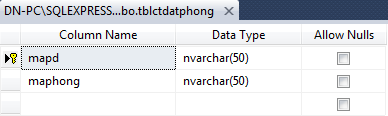 DN-PC\SQLEXPRESS...bo.tblctdatphong
Column Name Data Type Allow Nulls
mapd nvarchar(50)
maphong nvarchar(50)